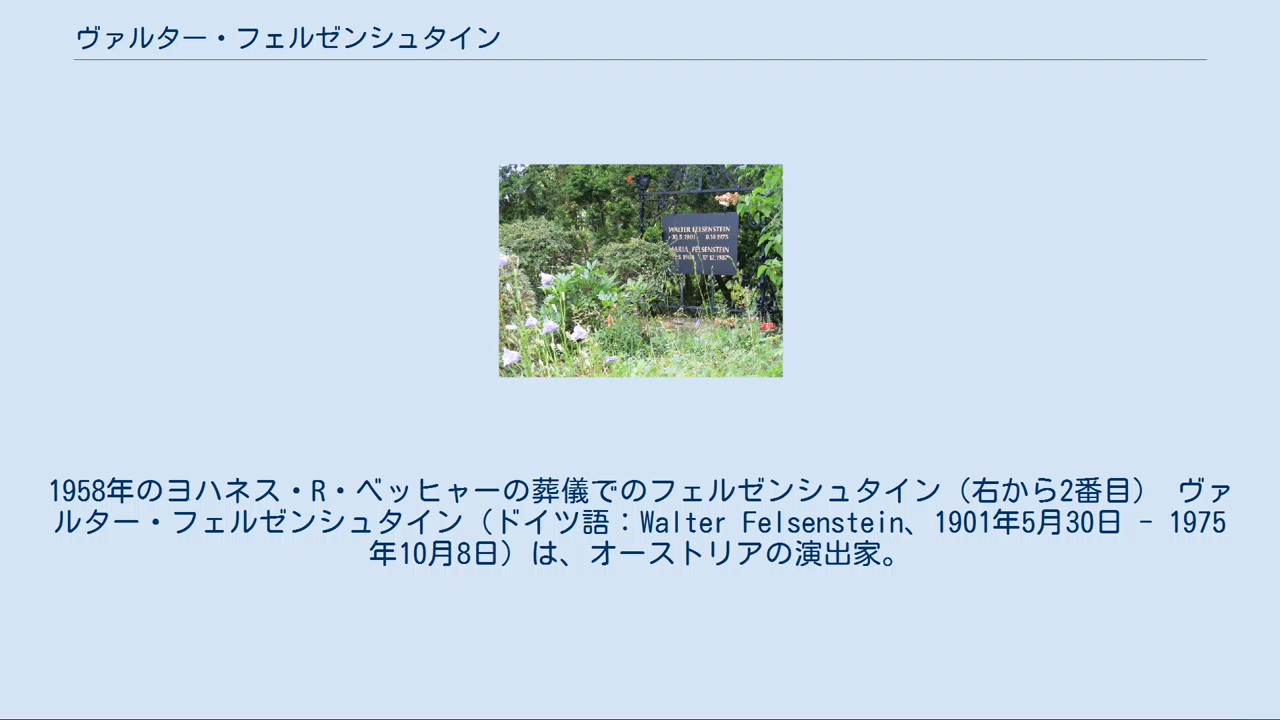 ヴァルター・フェルゼンシュタイン
WALTER FELSENSTEIN
MARIA FELSENSTEIN
1958年のヨハネス・R・ベッヒャーの葬儀でのフェルゼンシュタイン（右から2番目） ヴァ
ルター・フェルゼンシュタイン（ドイツ語：Walter Felsenstein、1901年5月30日 - 1975
年10月8日）は、オーストリアの演出家。